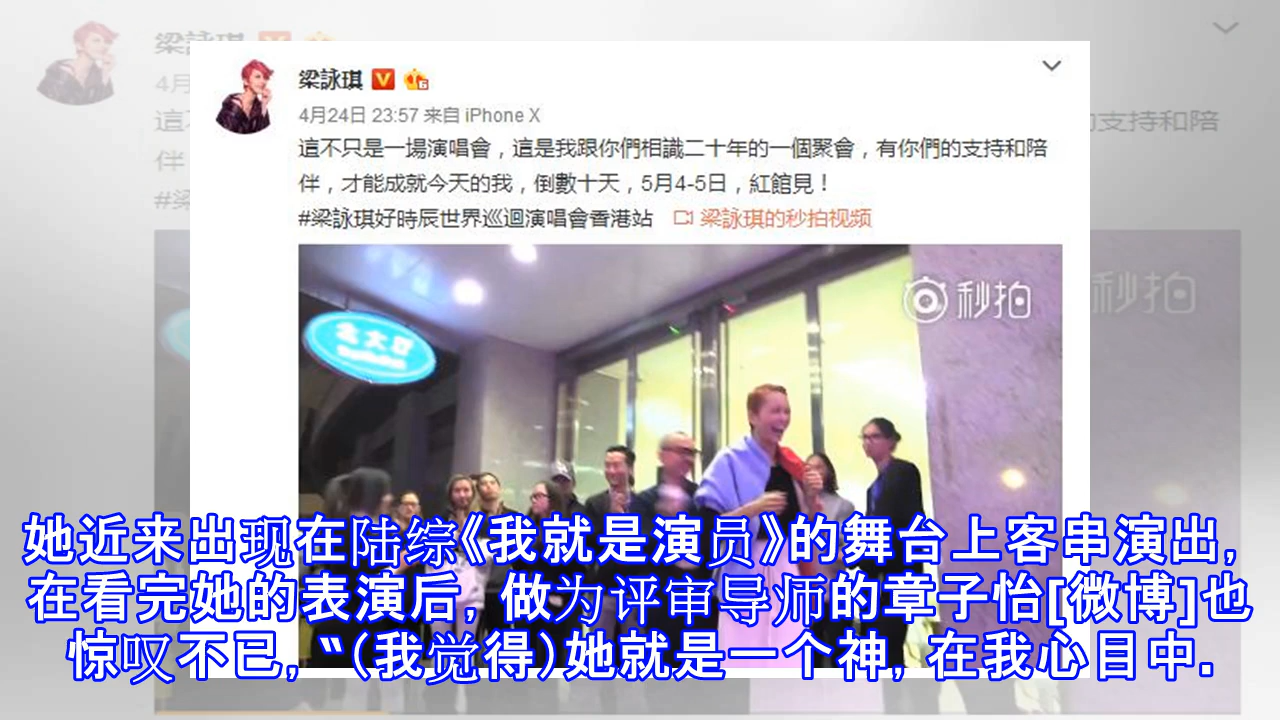 梁詠琪
4月24日 23:57 来自 iPhone X
這不只是一場演唱會，這是我跟你們相識二十年的一個聚會，有你們的支持和陪
伴，才能成就今天的我，倒數十天，5月4-5日，紅館見！
#梁詠琪好時辰世界巡迴演唱會香港站 梁詠琪的秒拍视频
秒拍
她近来出现在陆综《我就是演员》的舞台上客串演出,
在看完她的表演后, 做为评审导师的章子怡[微博]也
惊叹不已,“(我觉得)她就是一个神, 在我心目中.